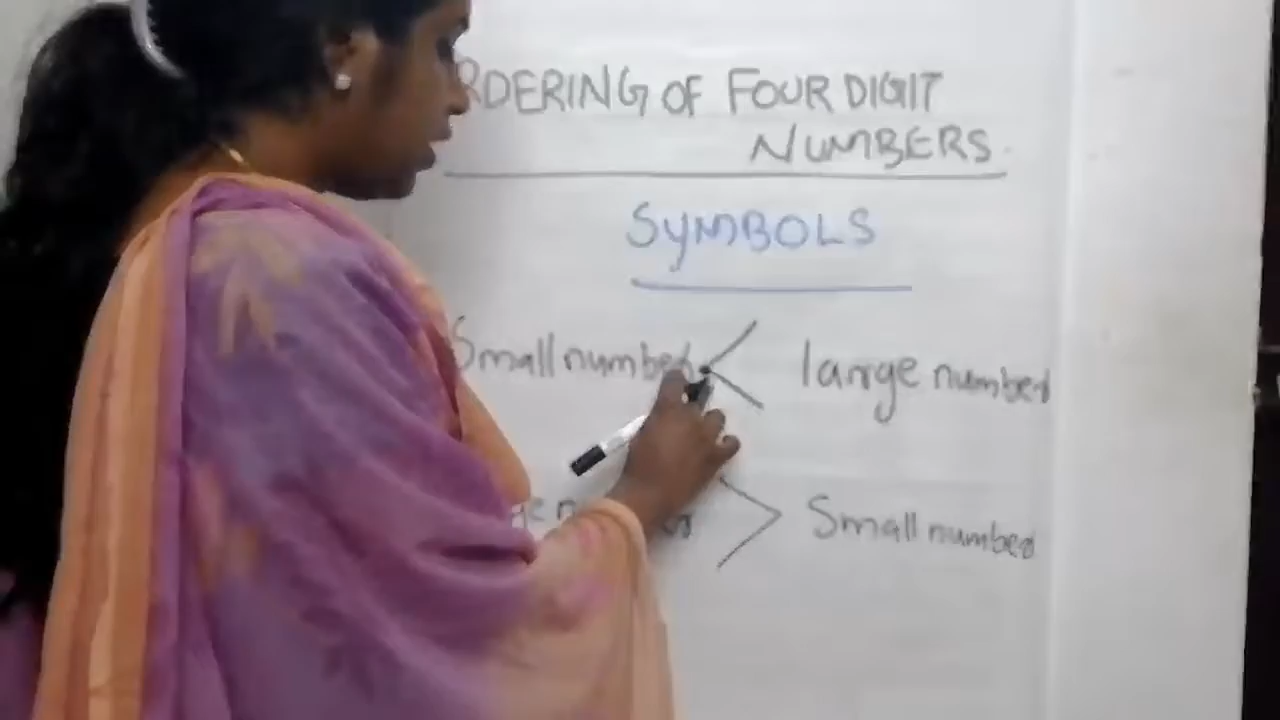 RDERING OF FOUR DIGIT
NUMBERS
SYMBOLS
Small number < large number
> Small number